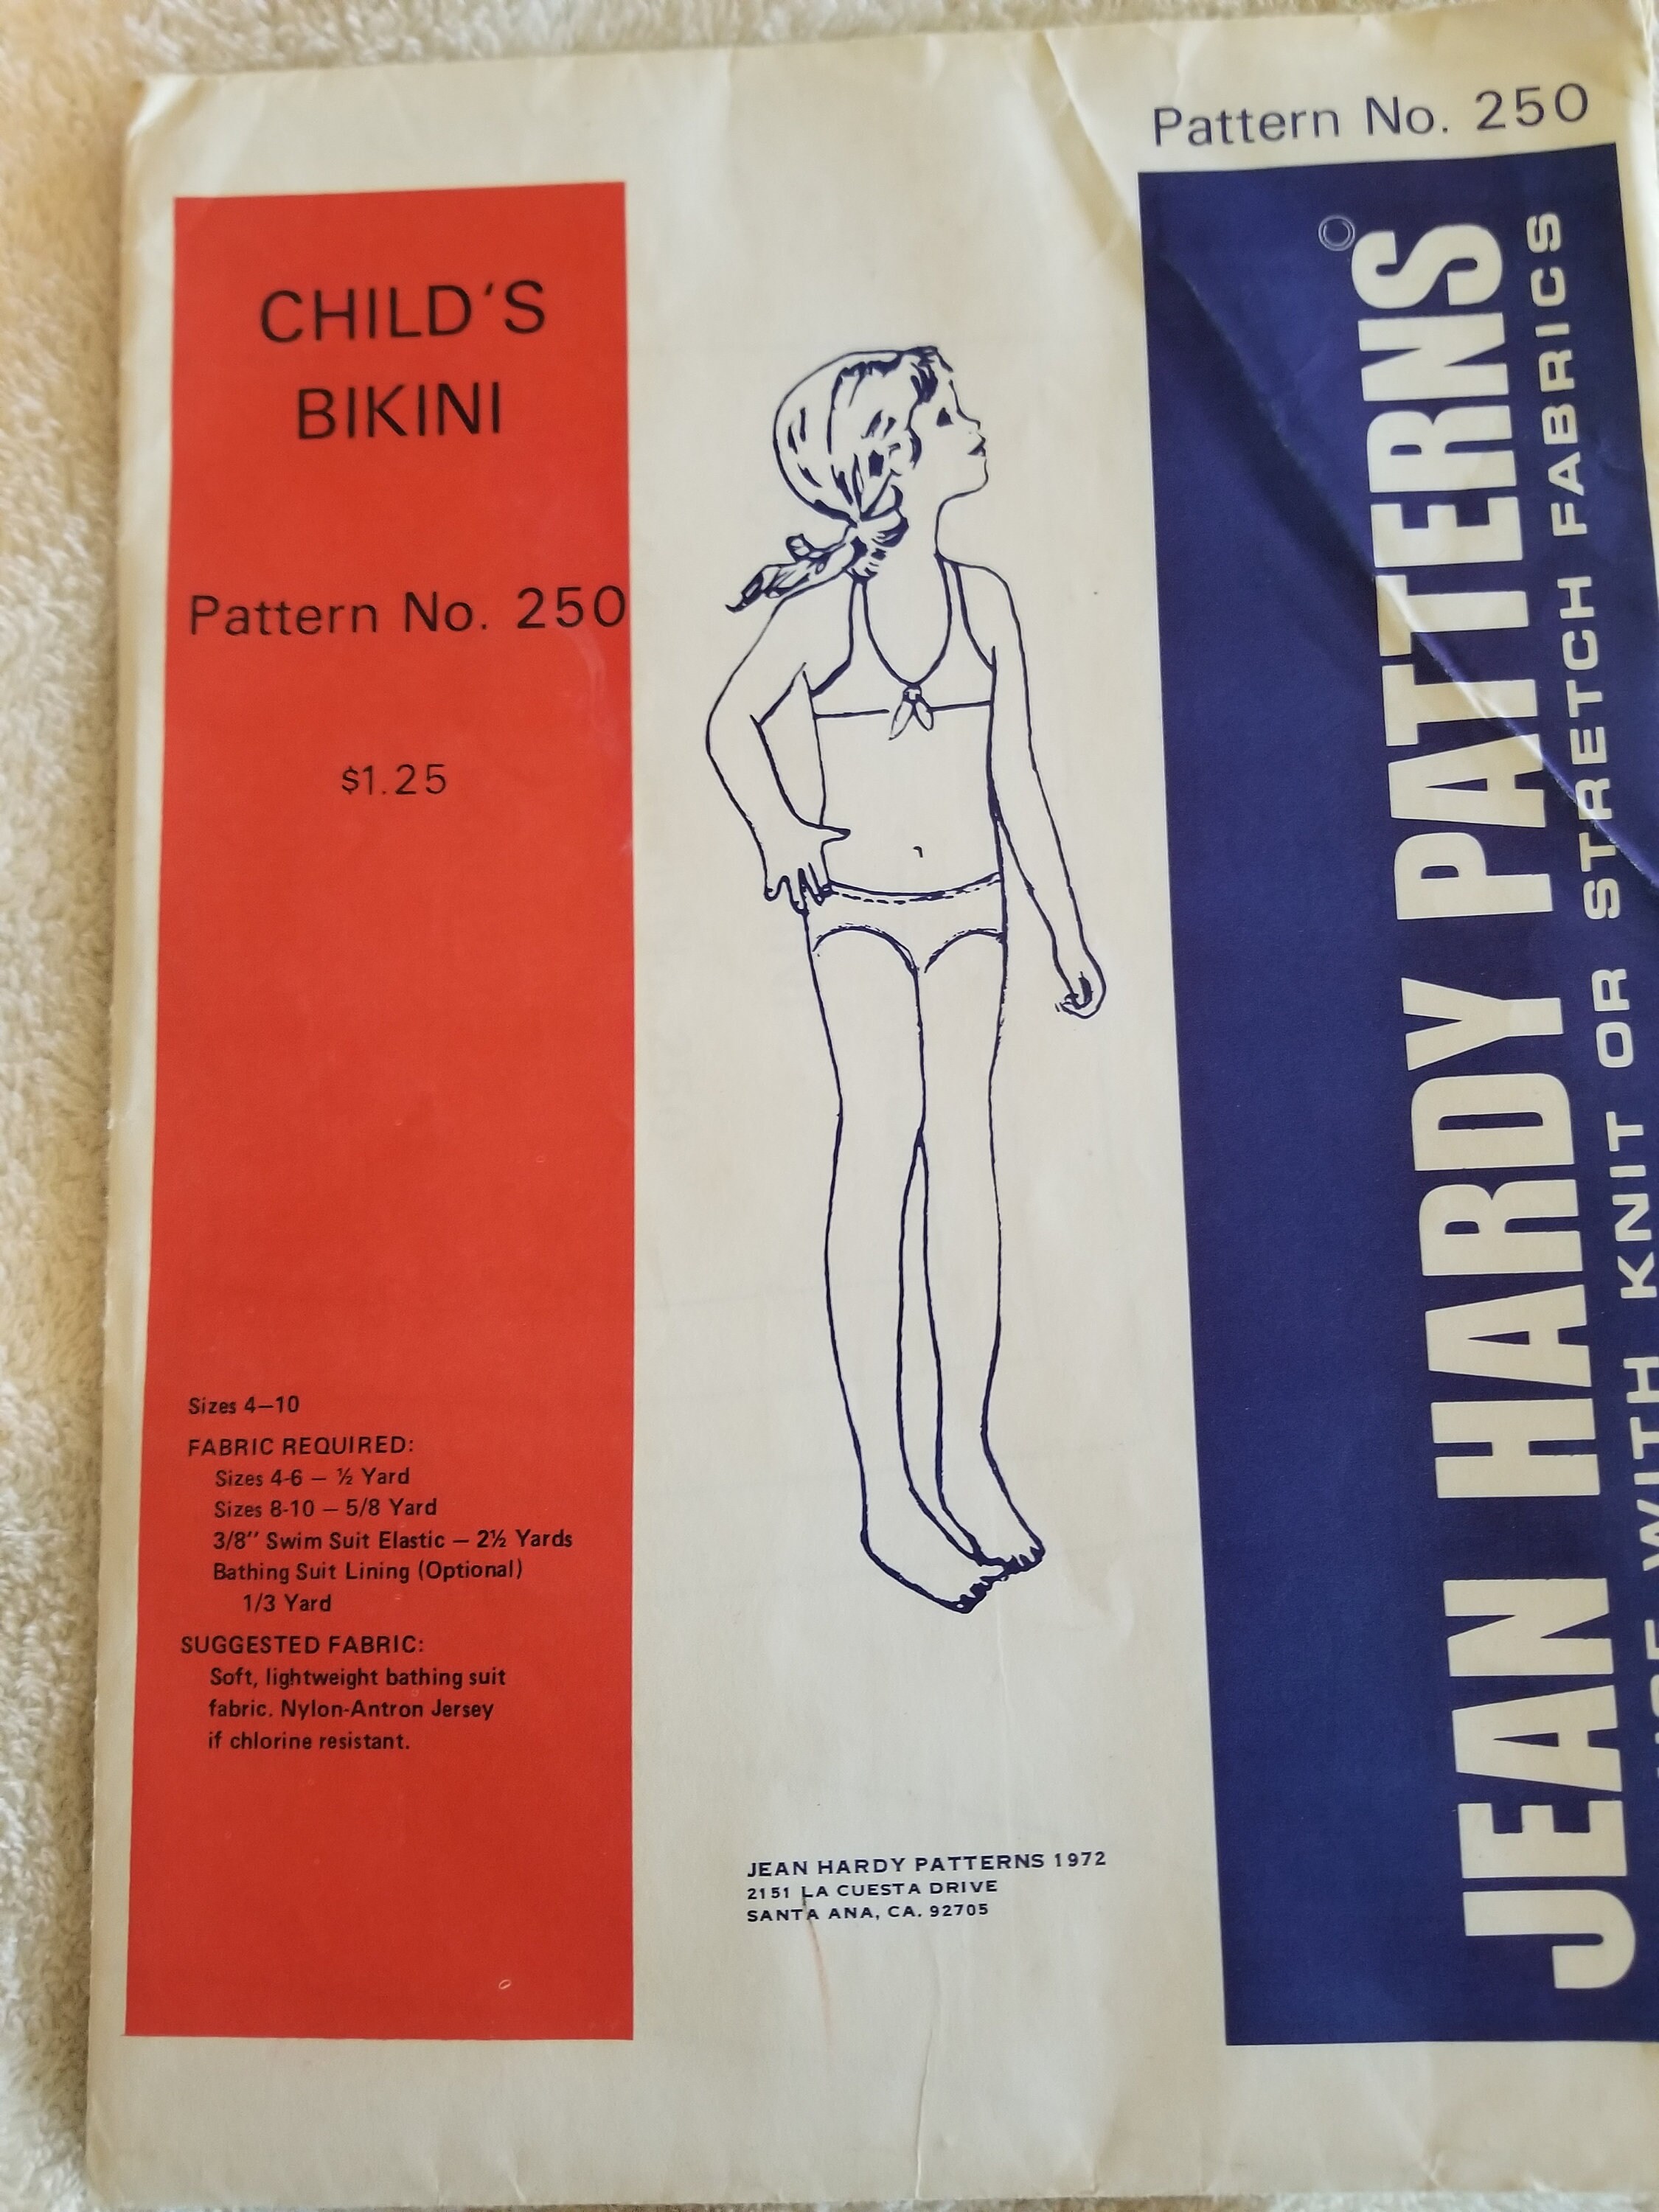 Pattern No. 250
CHILD'S
BIKINI
Pattern No. 250
$1.25
Sizes 4–10
FABRIC REQUIRED:
Sizes 4-6 – ½ Yard
Sizes 8-10 – 5/8 Yard
3/8" Swim Suit Elastic – 2½ Yards
Bathing Suit Lining (Optional)
1/3 Yard
SUGGESTED FABRIC:
Soft, lightweight bathing suit
fabric. Nylon-Antron Jersey
if chlorine resistant.
JEAN HARDY PATTERNS 1972
2151 LA CUESTA DRIVE
SANTA ANA, CA. 92705
JEAN HARDY PATTERNS
WITH KNIT OR STRETCH FABRICS